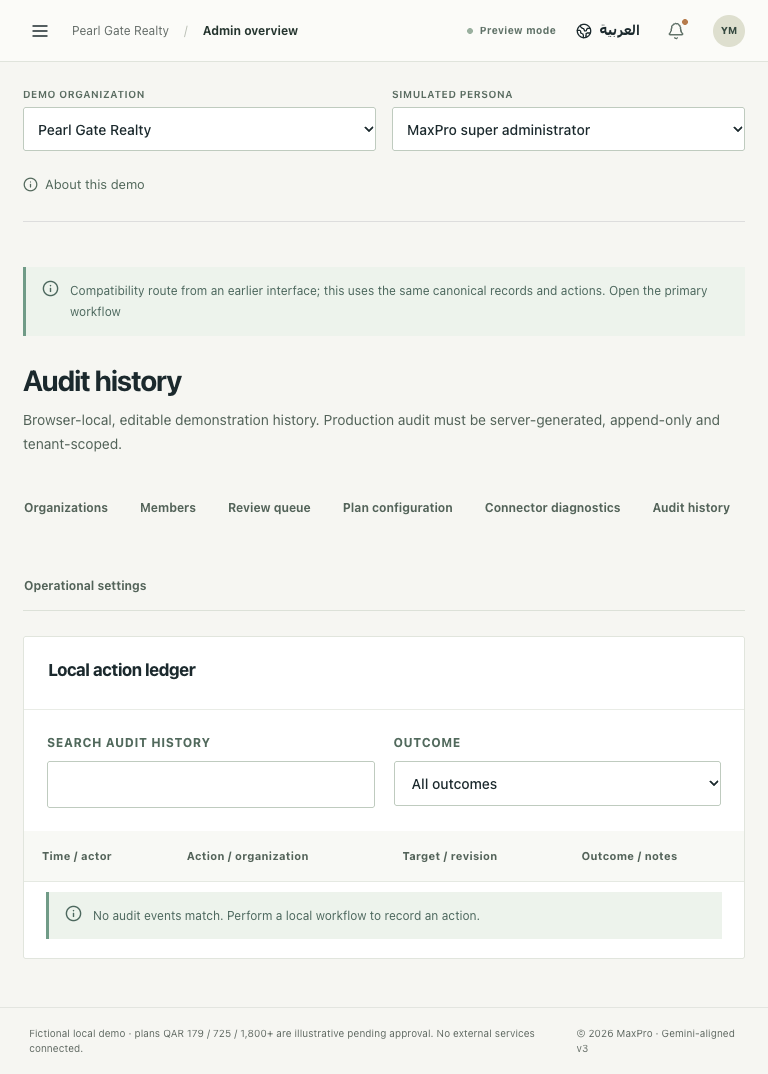 Pearl Gate Realty / Admin overview
Preview mode
العربية
YM
DEMO ORGANIZATION
Pearl Gate Realty
SIMULATED PERSONA
MaxPro super administrator
About this demo
Compatibility route from an earlier interface; this uses the same canonical records and actions. Open the primary
workflow
Audit history
Browser-local, editable demonstration history. Production audit must be server-generated, append-only and
tenant-scoped.
Organizations Members Review queue Plan configuration Connector diagnostics Audit history
Operational settings
Local action ledger
SEARCH AUDIT HISTORY
OUTCOME
All outcomes
Time / actor Action / organization Target / revision Outcome / notes
No audit events match. Perform a local workflow to record an action.
Fictional local demo · plans QAR 179 / 725 / 1,800+ are illustrative pending approval. No external services
connected.
© 2026 MaxPro · Gemini-aligned
v3